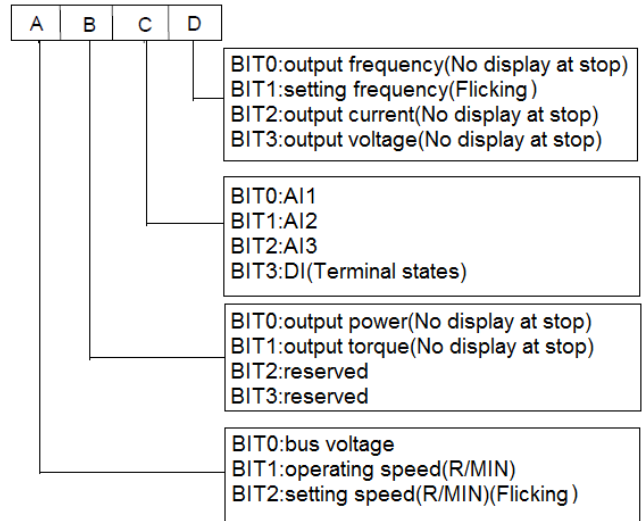 A B C D
BIT0:output frequency(No display at stop)
BIT1:setting frequency(Flicking)
BIT2:output current(No display at stop)
BIT3:output voltage(No display at stop)
BIT0:AI1
BIT1:AI2
BIT2:AI3
BIT3:DI(Terminal states)
BIT0:output power(No display at stop)
BIT1:output torque(No display at stop)
BIT2:reserved
BIT3:reserved
BIT0:bus voltage
BIT1:operating speed(R/MIN)
BIT2:setting speed(R/MIN)(Flicking)